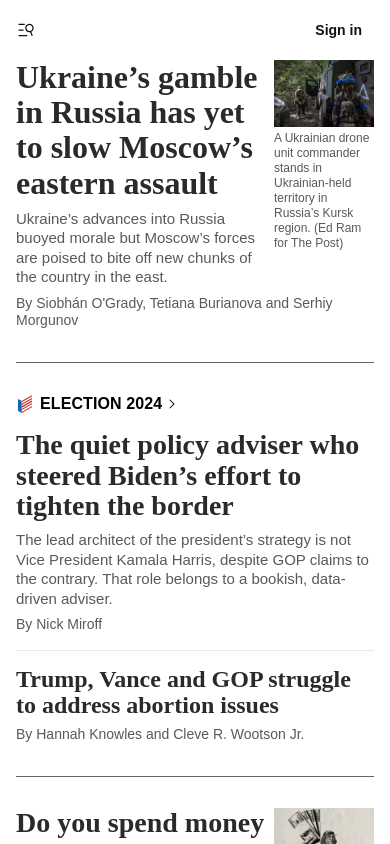 Sign in
Ukraine’s gamble
in Russia has yet
to slow Moscow’s
eastern assault
Ukraine’s advances into Russia
buoyed morale but Moscow’s forces
are poised to bite off new chunks of
the country in the east.
By Siobhán O'Grady, Tetiana Burianova and Serhiy
Morgunov
A Ukrainian drone
unit commander
stands in
Ukrainian-held
territory in
Russia’s Kursk
region. (Ed Ram
for The Post)
ELECTION 2024
The quiet policy adviser who
steered Biden’s effort to
tighten the border
The lead architect of the president’s strategy is not
Vice President Kamala Harris, despite GOP claims to
the contrary. That role belongs to a bookish, data-
driven adviser.
By Nick Miroff
Trump, Vance and GOP struggle
to address abortion issues
By Hannah Knowles and Cleve R. Wootson Jr.
Do you spend money